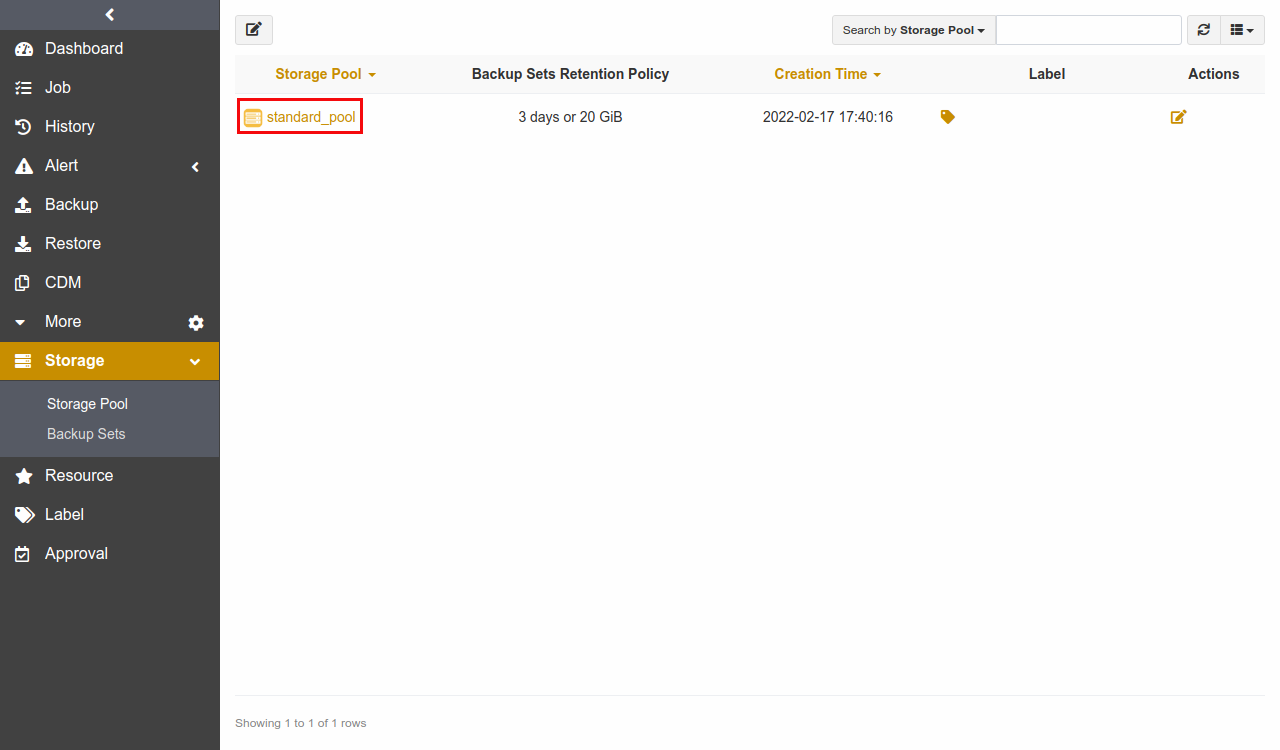 Dashboard
Job
History
Alert
Backup
Restore
CDM
More
Storage
Storage Pool
Backup Sets
Resource
Label
Approval
Search by Storage Pool
Storage Pool Backup Sets Retention Policy Creation Time Label Actions
standard_pool 3 days or 20 GiB 2022-02-17 17:40:16
Showing 1 to 1 of 1 rows